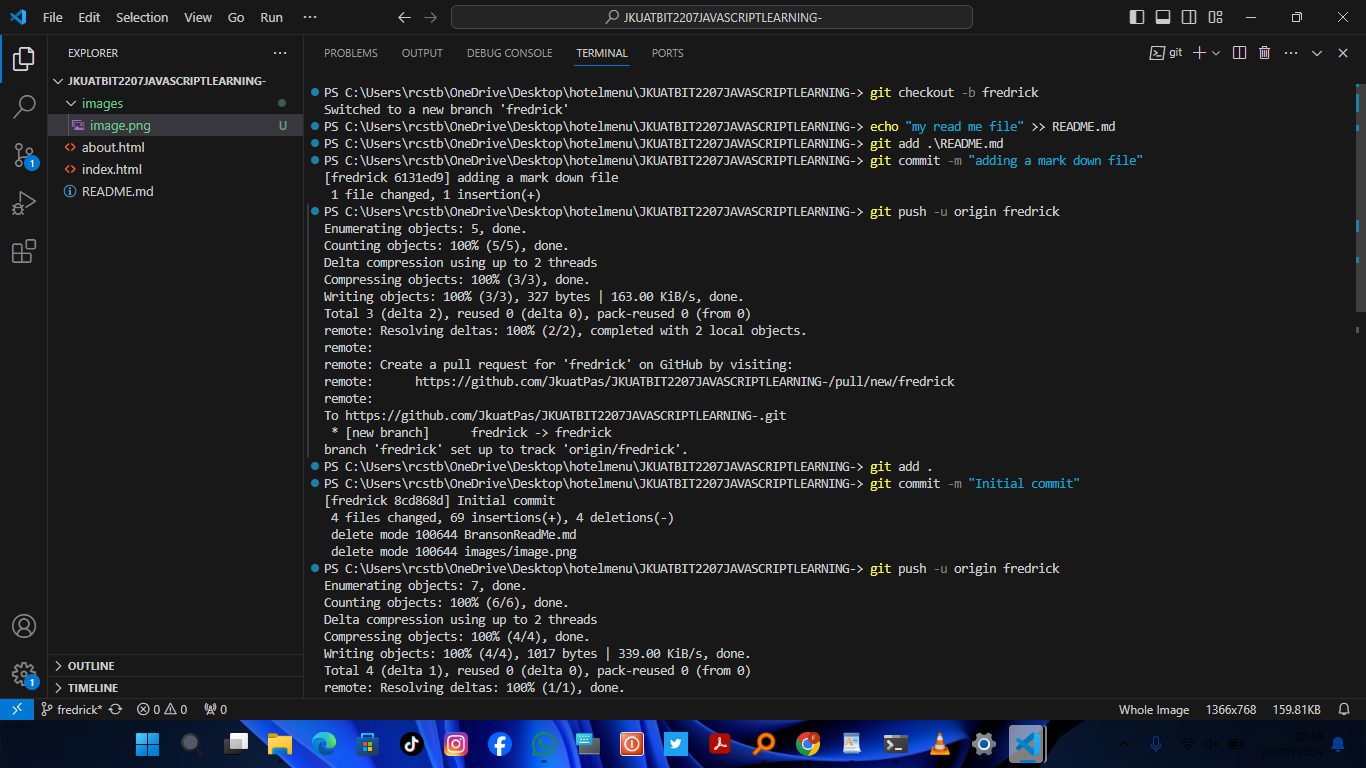 File Edit Selection View Go Run ···
JKUATBIT2207JAVASCRIPTLEARNING-
EXPLORER ···
JKUATBIT2207JAVASCRIPTLEARNING-
images
image.png U
about.html
index.html
README.md
1
1
OUTLINE
TIMELINE
PROBLEMS OUTPUT DEBUG CONSOLE TERMINAL PORTS
git
PS C:\Users\rcstb\OneDrive\Desktop\hotelmenu\JKUATBIT2207JAVASCRIPTLEARNING-> git checkout -b fredrick
Switched to a new branch 'fredrick'
PS C:\Users\rcstb\OneDrive\Desktop\hotelmenu\JKUATBIT2207JAVASCRIPTLEARNING-> echo "my read me file" >> README.md
PS C:\Users\rcstb\OneDrive\Desktop\hotelmenu\JKUATBIT2207JAVASCRIPTLEARNING-> git add .\README.md
PS C:\Users\rcstb\OneDrive\Desktop\hotelmenu\JKUATBIT2207JAVASCRIPTLEARNING-> git commit -m "adding a mark down file"
[fredrick 6131ed9] adding a mark down file
1 file changed, 1 insertion(+)
PS C:\Users\rcstb\OneDrive\Desktop\hotelmenu\JKUATBIT2207JAVASCRIPTLEARNING-> git push -u origin fredrick
Enumerating objects: 5, done.
Counting objects: 100% (5/5), done.
Delta compression using up to 2 threads
Compressing objects: 100% (3/3), done.
Writing objects: 100% (3/3), 327 bytes | 163.00 KiB/s, done.
Total 3 (delta 2), reused 0 (delta 0), pack-reused 0 (from 0)
remote: Resolving deltas: 100% (2/2), completed with 2 local objects.
remote:
remote: Create a pull request for 'fredrick' on GitHub by visiting:
remote: https://github.com/JkuatPas/JKUATBIT2207JAVASCRIPTLEARNING-/pull/new/fredrick
remote:
To https://github.com/JkuatPas/JKUATBIT2207JAVASCRIPTLEARNING-.git
* [new branch] fredrick -> fredrick
branch 'fredrick' set up to track 'origin/fredrick'.
PS C:\Users\rcstb\OneDrive\Desktop\hotelmenu\JKUATBIT2207JAVASCRIPTLEARNING-> git add .
PS C:\Users\rcstb\OneDrive\Desktop\hotelmenu\JKUATBIT2207JAVASCRIPTLEARNING-> git commit -m "Initial commit"
[fredrick 8cd868d] Initial commit
4 files changed, 69 insertions(+), 4 deletions(-)
delete mode 100644 BransonReadMe.md
delete mode 100644 images/image.png
PS C:\Users\rcstb\OneDrive\Desktop\hotelmenu\JKUATBIT2207JAVASCRIPTLEARNING-> git push -u origin fredrick
Enumerating objects: 7, done.
Counting objects: 100% (6/6), done.
Delta compression using up to 2 threads
Compressing objects: 100% (4/4), done.
Writing objects: 100% (4/4), 1017 bytes | 339.00 KiB/s, done.
Total 4 (delta 1), reused 0 (delta 0), pack-reused 0 (from 0)
remote: Resolving deltas: 100% (1/1), done.
fredrick* 0 0 0 Whole Image 1366x768 159.81KB
22:49
26/07/2024